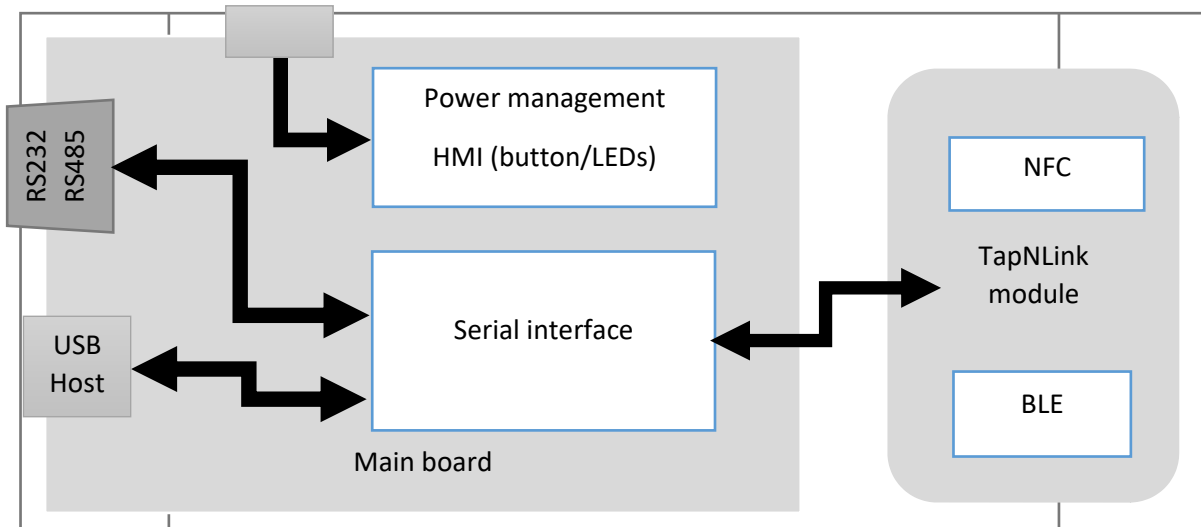 Power management
HMI (button/LEDs)
RS232
RS485
NFC
TapNLink
module
Serial interface
USB
Host
BLE
Main board